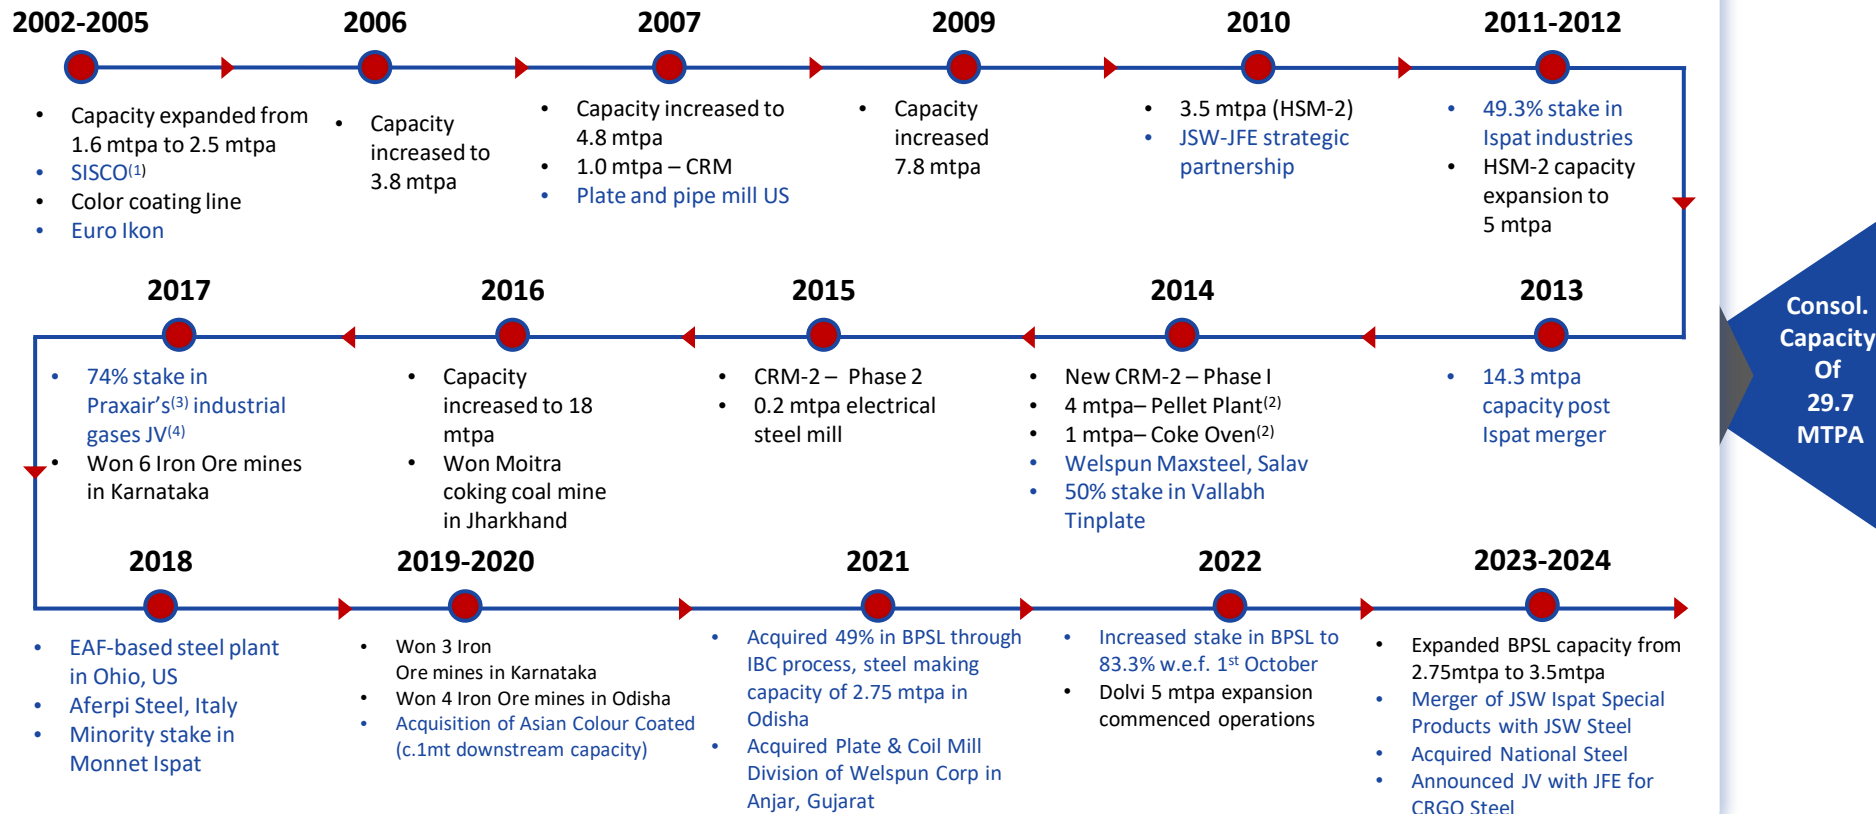 2002-2005
2006
2007
2009
2010
2011-2012
• Capacity expanded from
1.6 mtpa to 2.5 mtpa
• SISCO(1)
• Color coating line
• Euro Ikon
• Capacity
increased to
3.8 mtpa
• Capacity increased to
4.8 mtpa
• 1.0 mtpa – CRM
• Plate and pipe mill US
• Capacity
increased
7.8 mtpa
• 3.5 mtpa (HSM-2)
• JSW-JFE strategic
partnership
• 49.3% stake in
Ispat industries
• HSM-2 capacity
expansion to
5 mtpa
2017
2016
2015
2014
2013
• 74% stake in
Praxair's(3) industrial
gases JV(4)
• Won 6 Iron Ore mines
in Karnataka
• Capacity
increased to 18
mtpa
• Won Moitra
coking coal mine
in Jharkhand
• CRM-2 – Phase 2
• 0.2 mtpa electrical
steel mill
• New CRM-2 – Phase I
• 4 mtpa– Pellet Plant(2)
• 1 mtpa– Coke Oven(2)
• Welspun Maxsteel, Salav
• 50% stake in Vallabh
Tinplate
• 14.3 mtpa
capacity post
Ispat merger
2018
2019-2020
2021
2022
2023-2024
• EAF-based steel plant
in Ohio, US
• Aferpi Steel, Italy
• Minority stake in
Monnet Ispat
• Won 3 Iron
Ore mines in Karnataka
• Won 4 Iron Ore mines in Odisha
• Acquisition of Asian Colour Coated
(c.1mt downstream capacity)
• Acquired 49% in BPSL through
IBC process, steel making
capacity of 2.75 mtpa in
Odisha
• Acquired Plate & Coil Mill
Division of Welspun Corp in
Anjar, Gujarat
• Increased stake in BPSL to
83.3% w.e.f. 1st October
• Dolvi 5 mtpa expansion
commenced operations
• Expanded BPSL capacity from
2.75mtpa to 3.5mtpa
• Merger of JSW Ispat Special
Products with JSW Steel
• Acquired National Steel
• Announced JV with JFE for
CRGO Steel
Consol.
Capacity
Of
29.7
MTPA